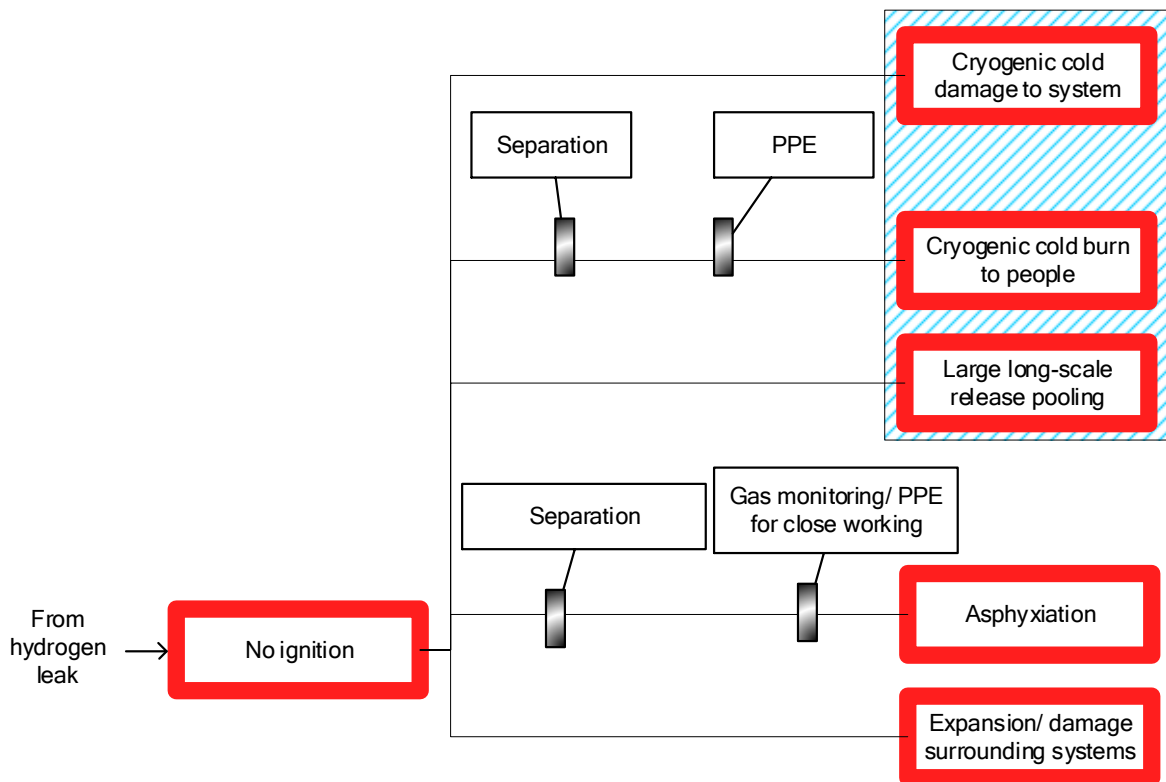 Cryogenic cold
damage to system
Separation
PPE
Cryogenic cold burn
to people
Large long-scale
release pooling
Separation
Gas monitoring/ PPE
for close working
Asphyxiation
From
hydrogen
leak
No ignition
Expansion/ damage
surrounding systems